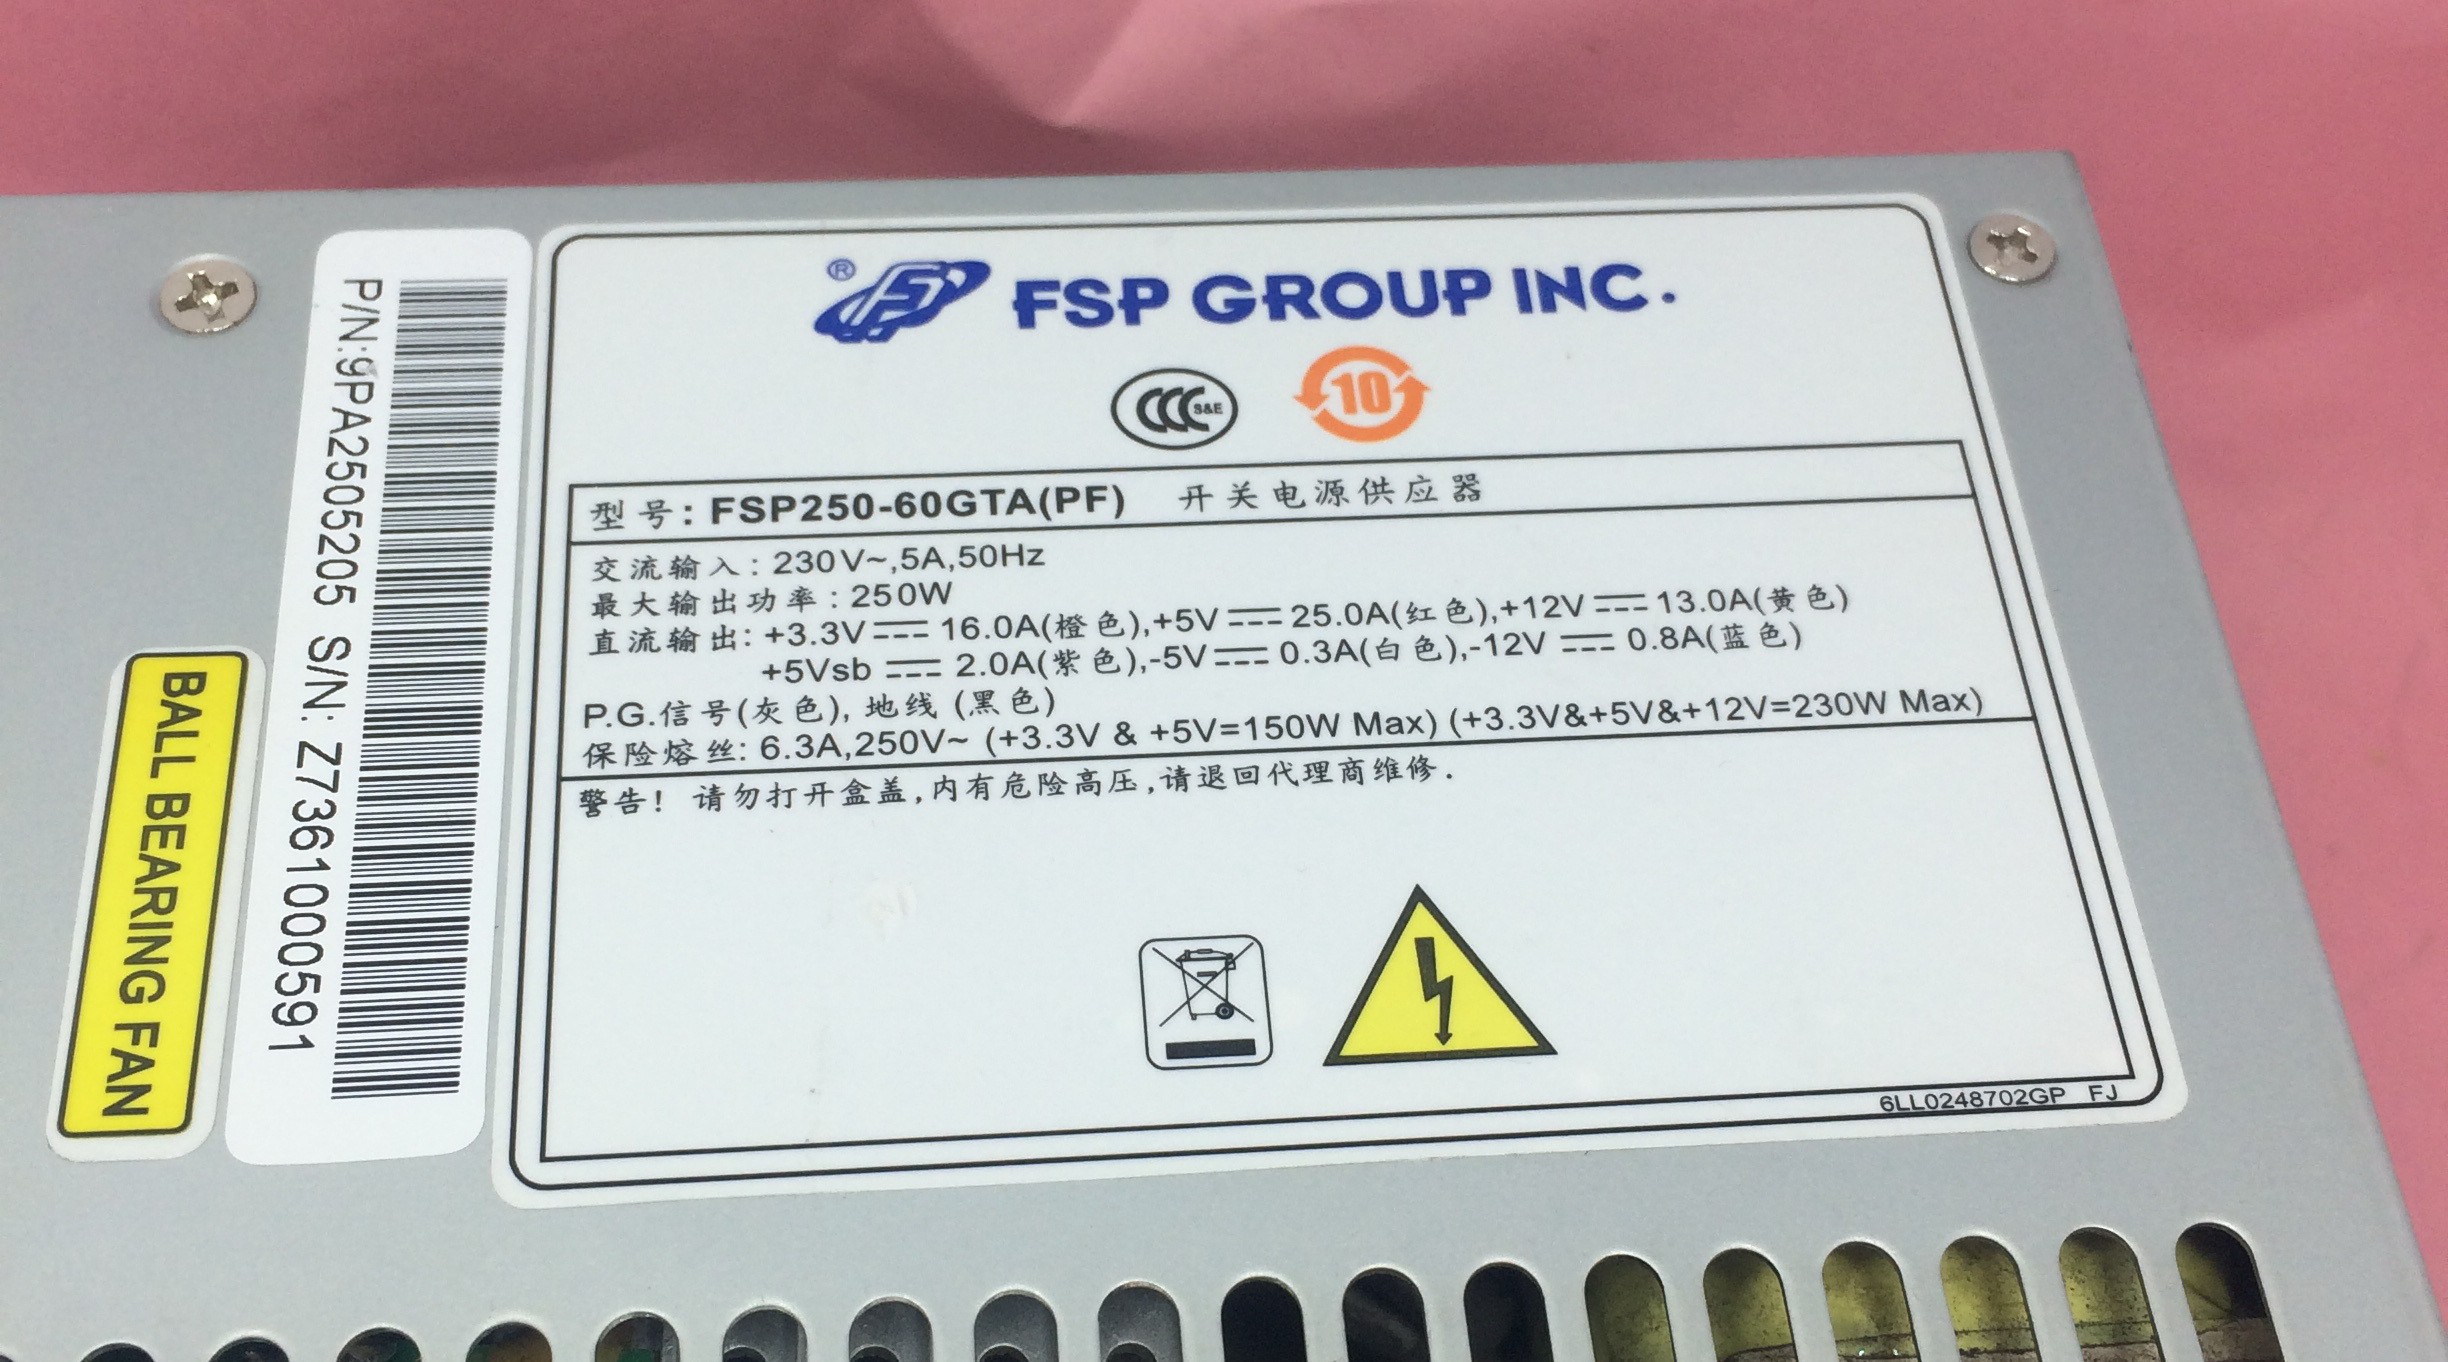 ® FSP GROUP INC.
CCC S&E 10
型号: FSP250-60GTA(PF) 开关电源供应器
交流输入: 230V~,5A,50Hz
最大输出功率: 250W
直流输出: +3.3V⎓16.0A(橙色),+5V⎓25.0A(红色),+12V⎓13.0A(黄色)
+5Vsb⎓2.0A(紫色),-5V⎓0.3A(白色),-12V⎓0.8A(蓝色)
P.G.信号(灰色), 地线 (黑色)
保险熔丝: 6.3A,250V~ (+3.3V & +5V=150W Max) (+3.3V&+5V&+12V=230W Max)
警告! 请勿打开盒盖,内有危险高压,请退回代理商维修.
6LL0248702GP FJ
P/N:9PA2505205 S/N: Z7361000591
BALL BEARING FAN